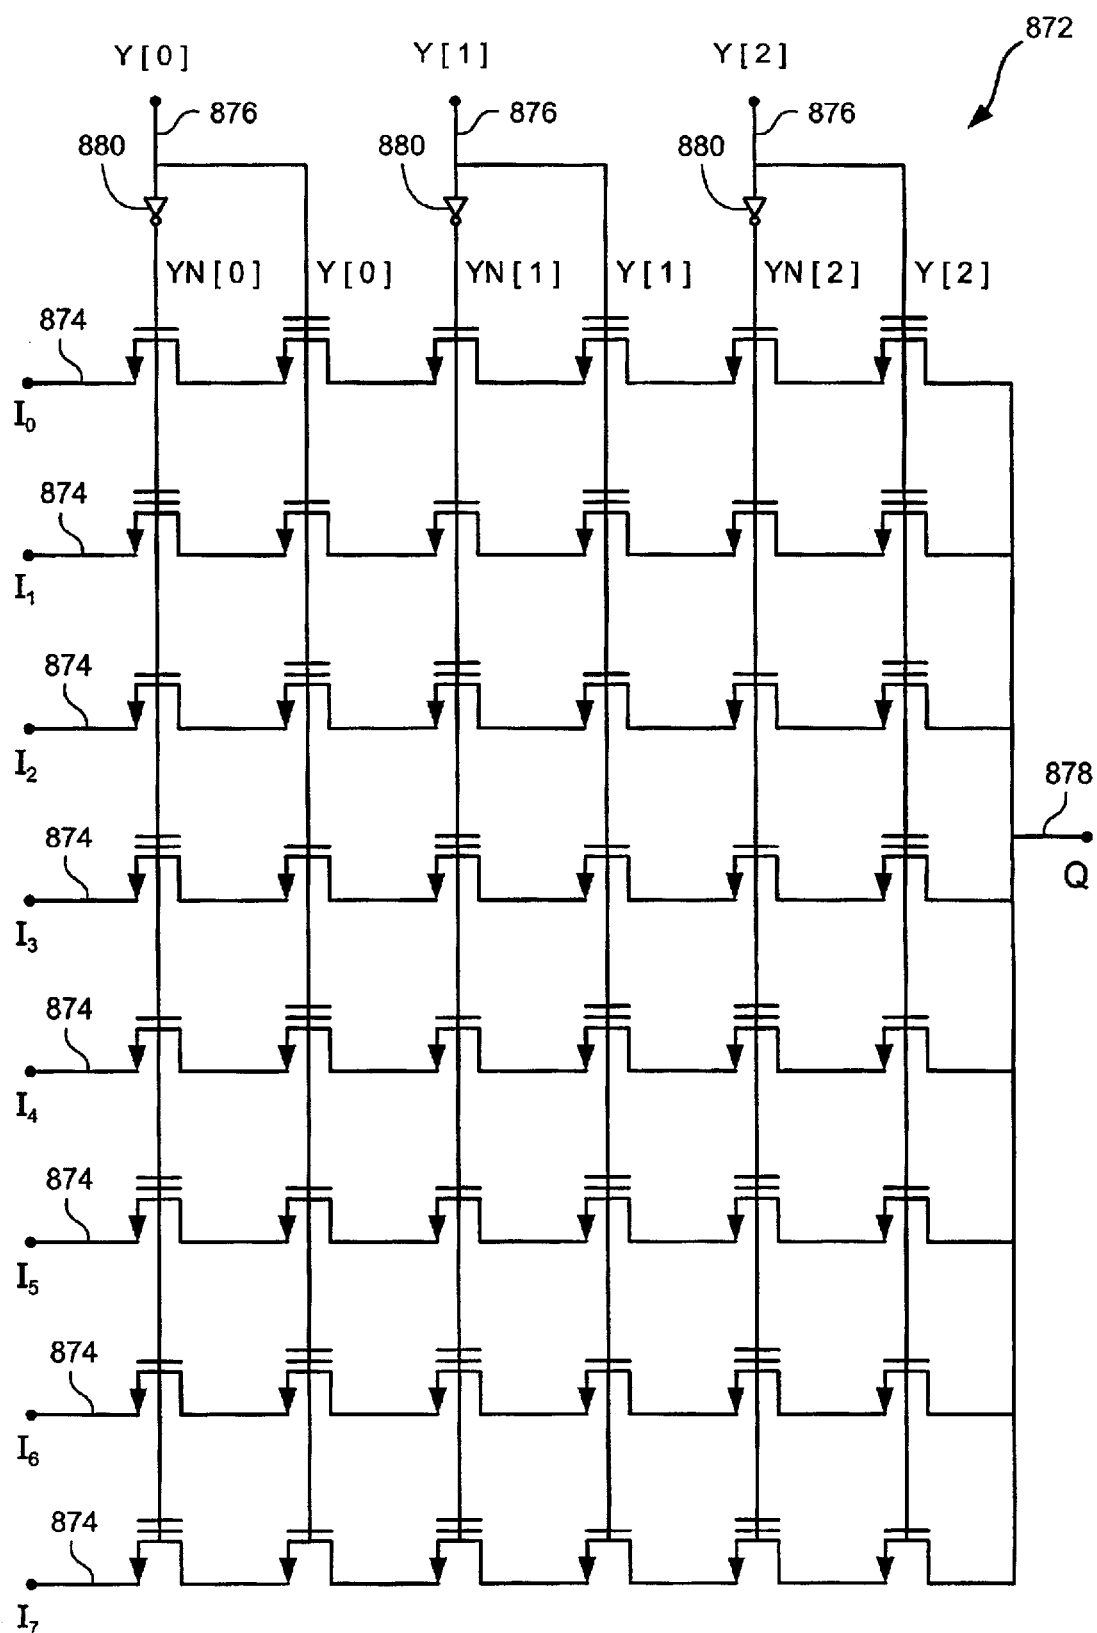 872
Y[0] Y[1] Y[2]
876 876 876
880 880 880
YN[0] Y[0] YN[1] Y[1] YN[2] Y[2]
874
I₀
874
I₁
874
I₂
878
874
Q
I₃
874
I₄
874
I₅
874
I₆
874
I₇